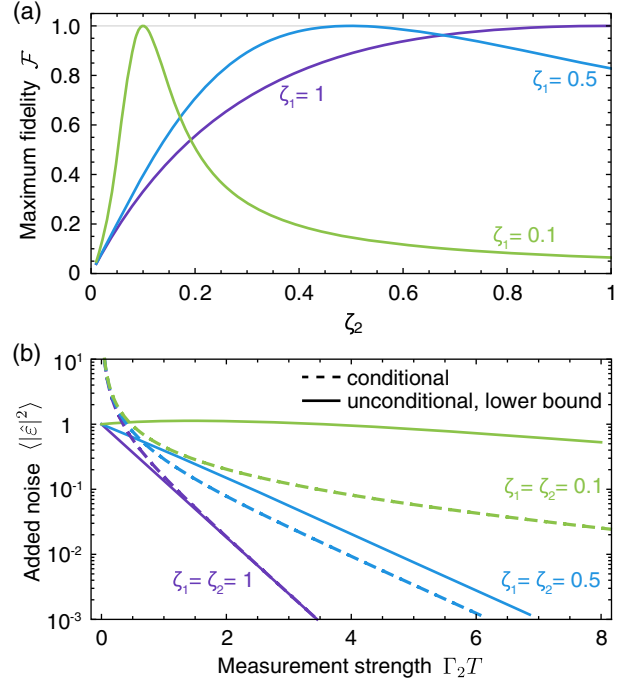 (a)
Maximum fidelity ℱ
1.0
0.8
0.6
0.4
0.2
0
ζ₁= 1
ζ₁= 0.5
ζ₁= 0.1
0 0.2 0.4 0.6 0.8 1
ζ₂
(b)
Added noise ⟨|ε̂|²⟩
10¹
1
10⁻¹
10⁻²
10⁻³
conditional
unconditional, lower bound
ζ₁= ζ₂= 0.1
ζ₁= ζ₂= 1
ζ₁= ζ₂= 0.5
0 2 4 6 8
Measurement strength Γ₂T